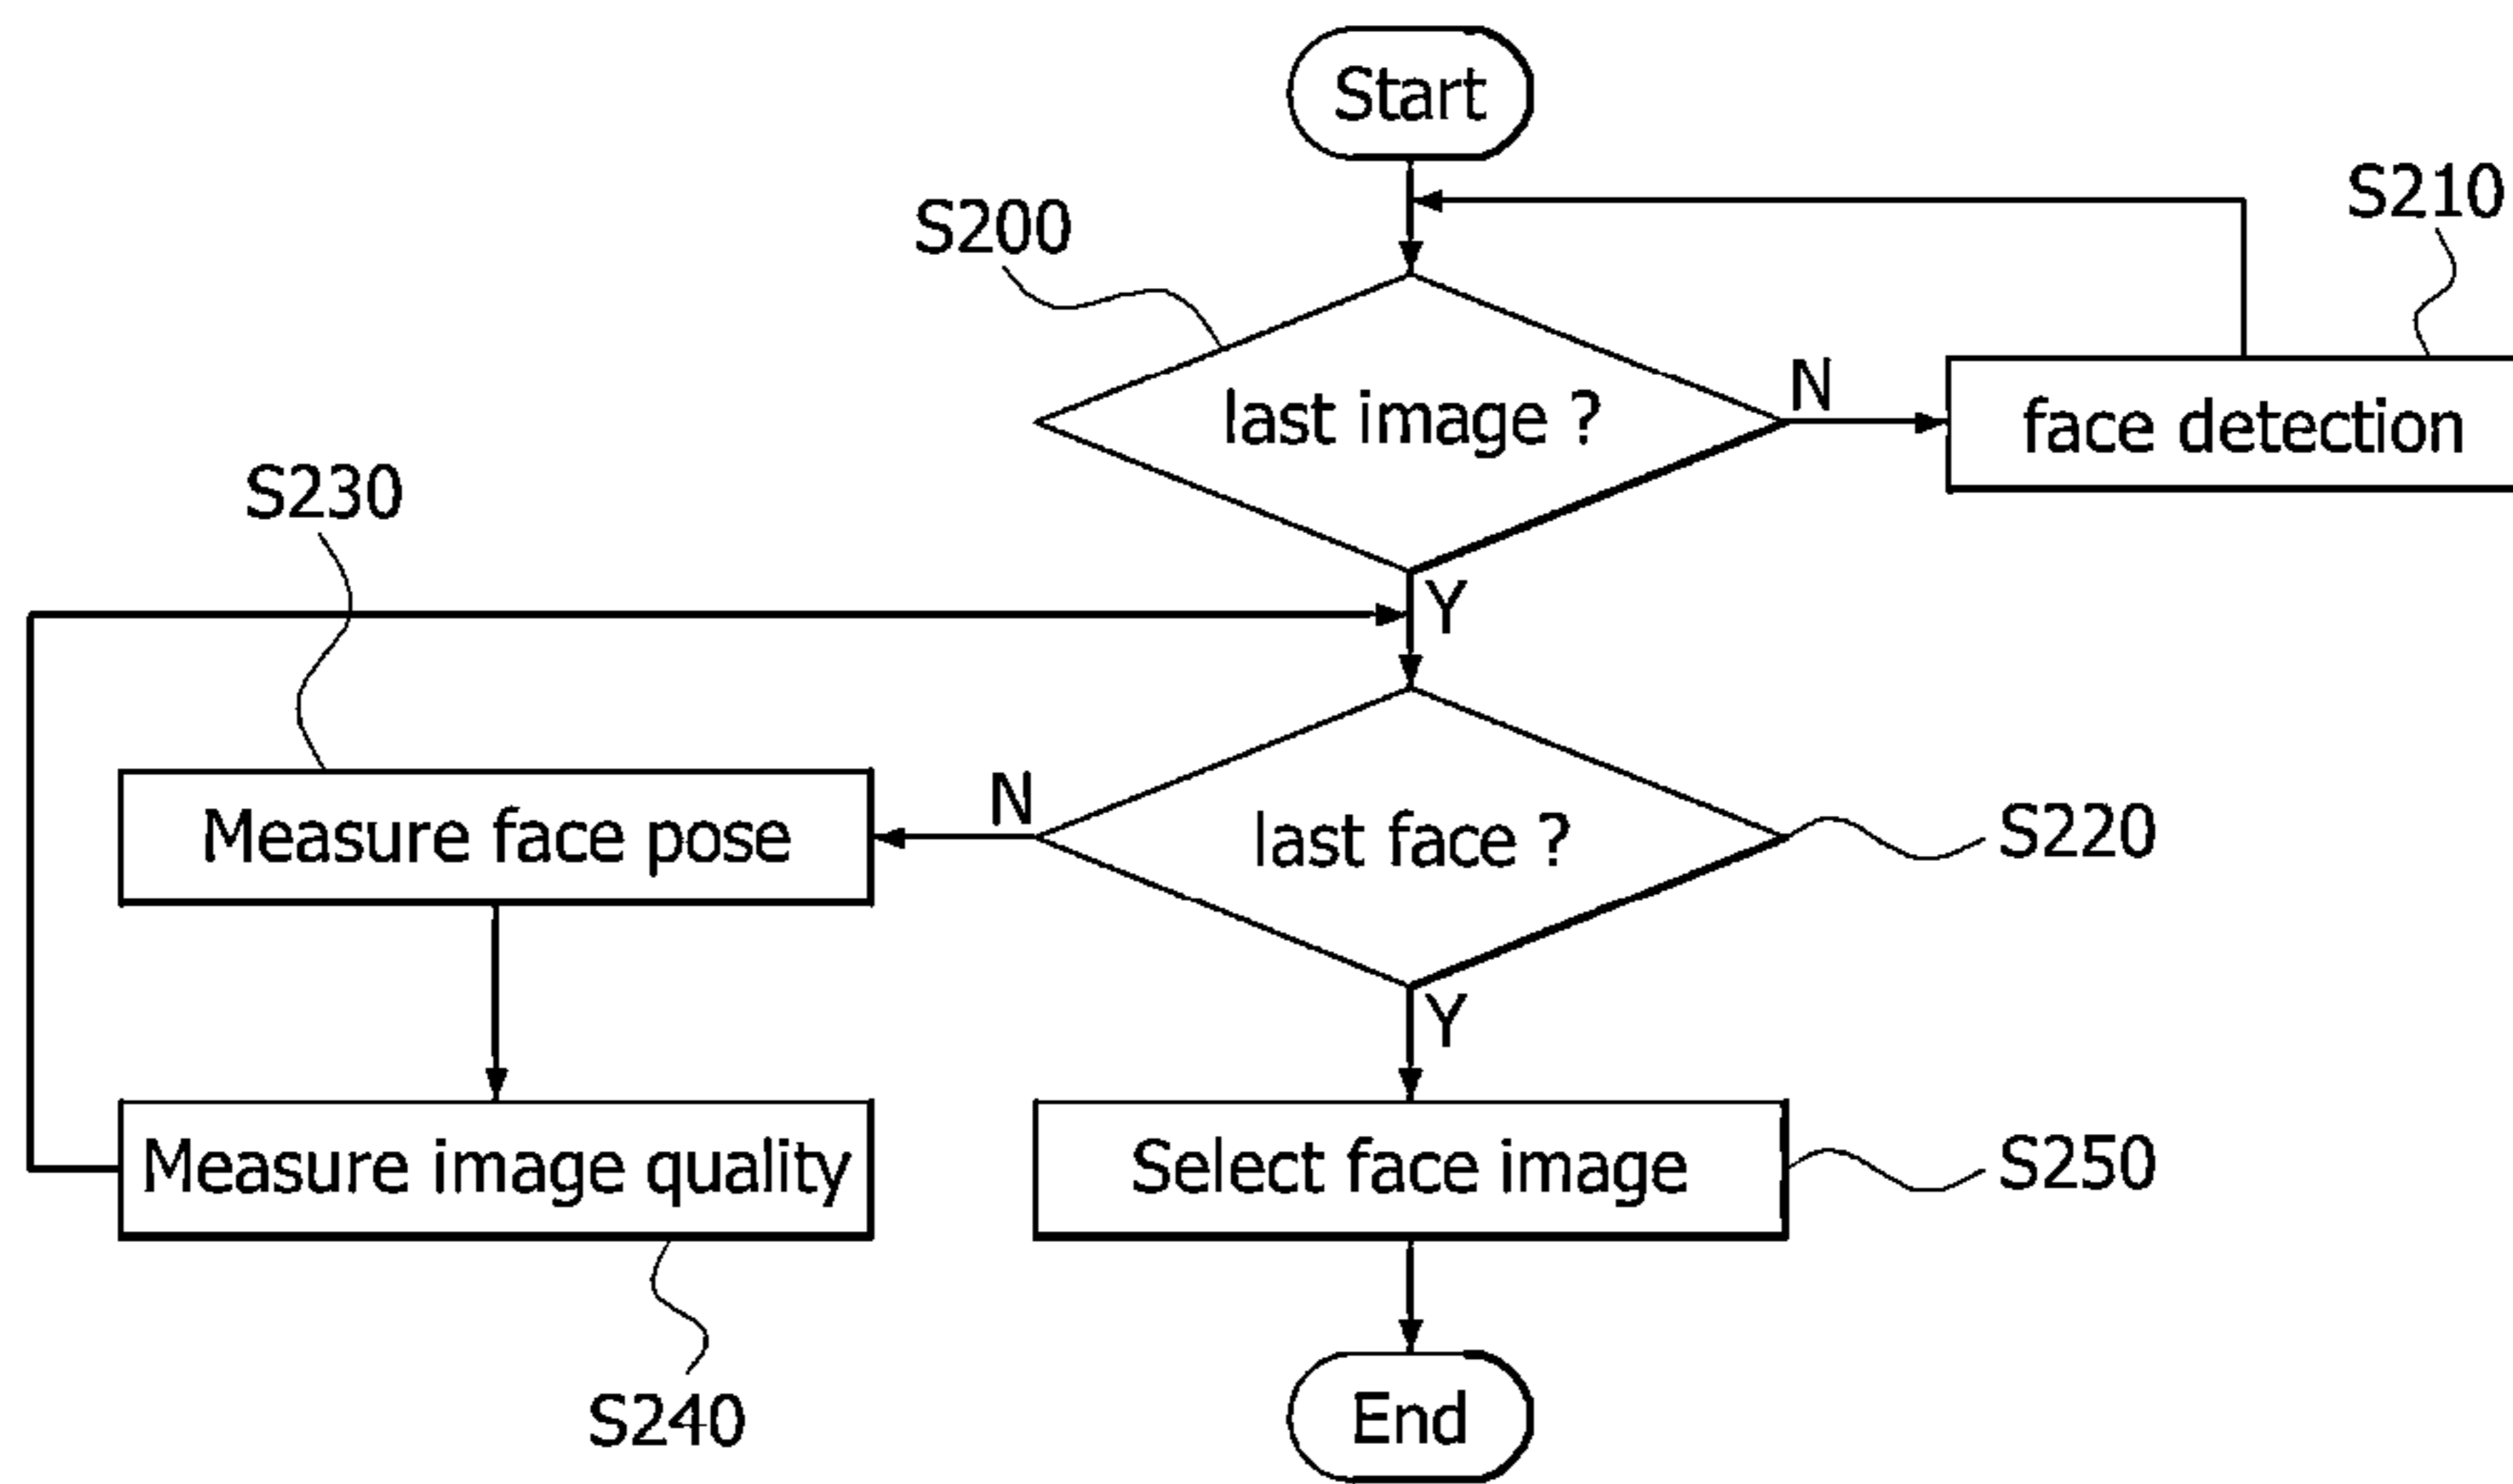 Start
S210
S200
last image ?
N
face detection
S230
Y
Measure face pose
N
last face ?
S220
Y
Measure image quality
Select face image
S250
S240
End